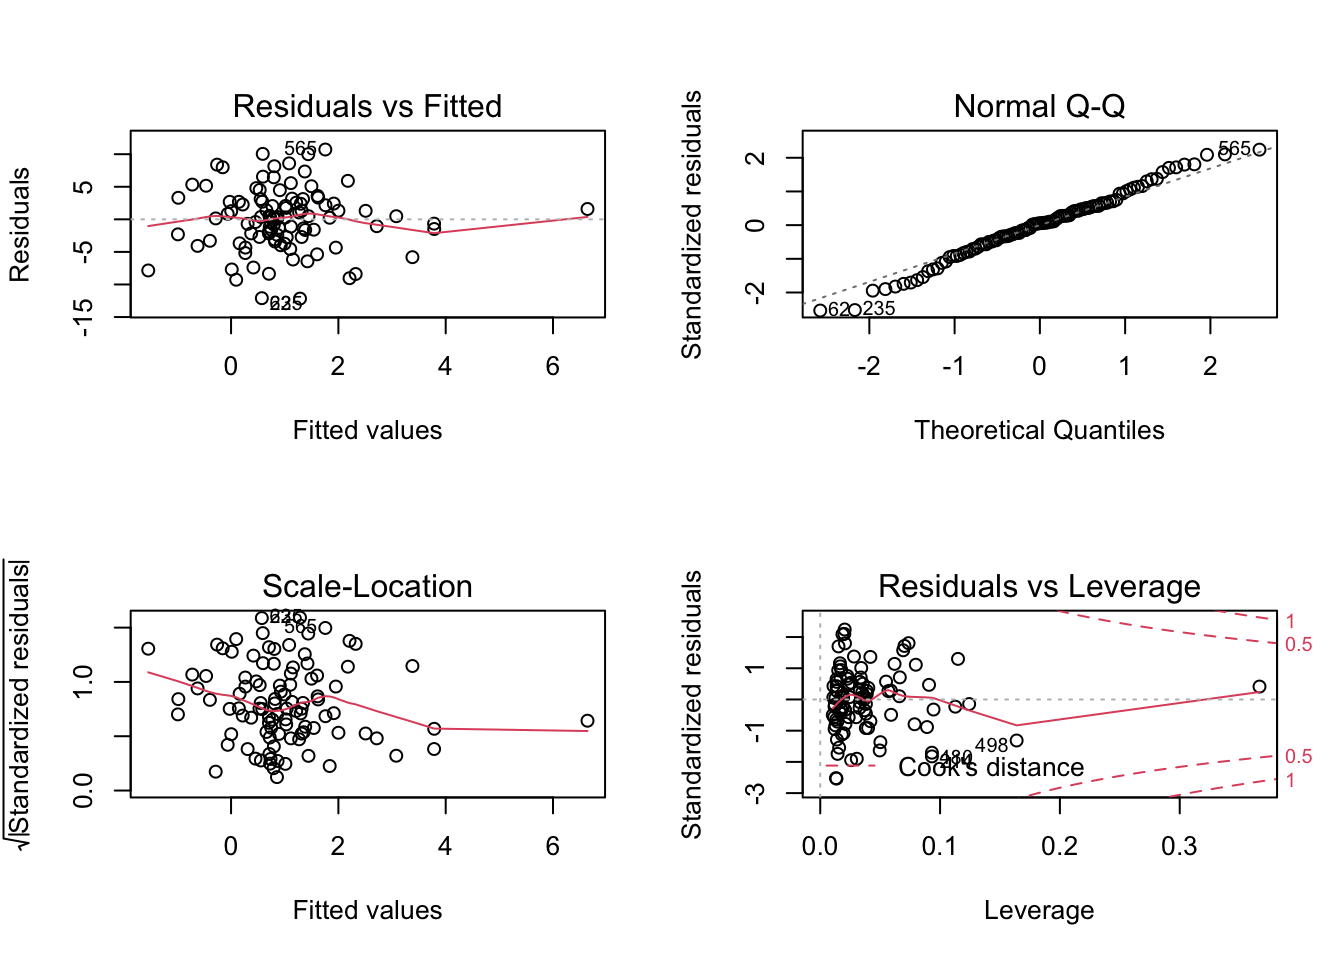 Residuals vs Fitted
Residuals
5
-5
-15
565
235
0 2 4 6
Fitted values
Normal Q-Q
Standardized residuals
2
0
-2
565
62
235
-2 -1 0 1 2
Theoretical Quantiles
Scale-Location
√|Standardized residuals|
1.0
0.0
235
565
0 2 4 6
Fitted values
Residuals vs Leverage
Standardized residuals
1
-1
-3
1
0.5
0.5
1
498
Cook's distance
0.0 0.1 0.2 0.3
Leverage